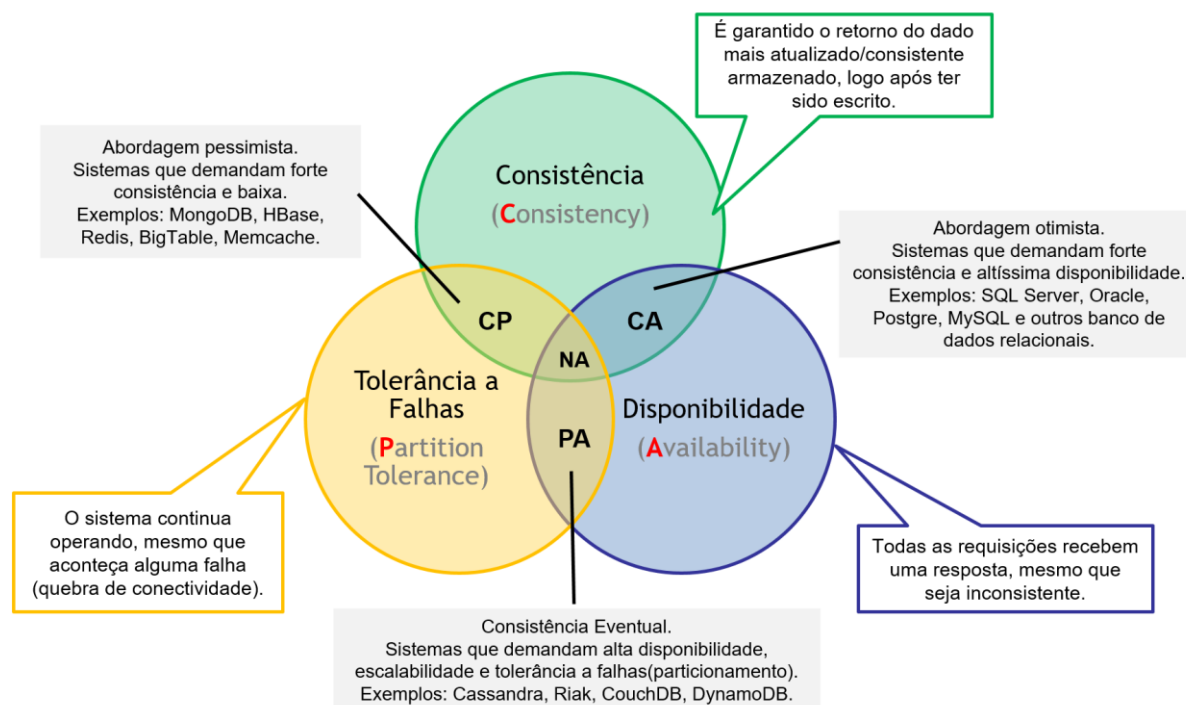 É garantido o retorno do dado
mais atualizado/consistente
armazenado, logo após ter
sido escrito.
Abordagem pessimista.
Sistemas que demandam forte
consistência e baixa.
Exemplos: MongoDB, HBase,
Redis, BigTable, Memcache.
Consistência
(Consistency)
Abordagem otimista.
Sistemas que demandam forte
consistência e altíssima disponibilidade.
Exemplos: SQL Server, Oracle,
Postgre, MySQL e outros banco de
dados relacionais.
CP
CA
NA
Tolerância a
Falhas
(Partition
Tolerance)
PA
Disponibilidade
(Availability)
O sistema continua
operando, mesmo que
aconteça alguma falha
(quebra de conectividade).
Todas as requisições recebem
uma resposta, mesmo que
seja inconsistente.
Consistência Eventual.
Sistemas que demandam alta disponibilidade,
escalabilidade e tolerância a falhas(particionamento).
Exemplos: Cassandra, Riak, CouchDB, DynamoDB.